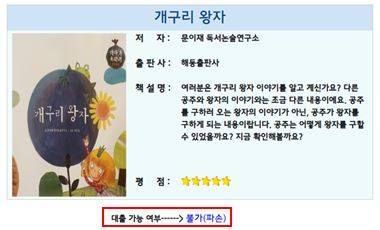 개구리 왕자
저 자 : 문이재 독서논술연구소
출 판 사 : 해동출판사
책 설 명 : 여러분은 개구리 왕자 이야기를 알고 계신가요? 다른
공주와 왕자의 이야기와는 조금 다른 내용이에요. 공주
를 구하러 오는 왕자의 이야기가 아닌, 공주가 왕자를
구하게 되는 내용이랍니다. 공주는 어떻게 왕자를 구할
수 있었을까요? 지금 확인해볼까요?
개구리 왕자
평 점 :
대출 가능 여부------> 불가(파손)